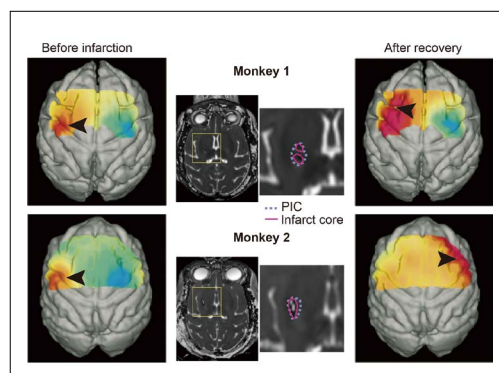 Before infarction
After recovery
Monkey 1
PIC
Infarct core
Monkey 2